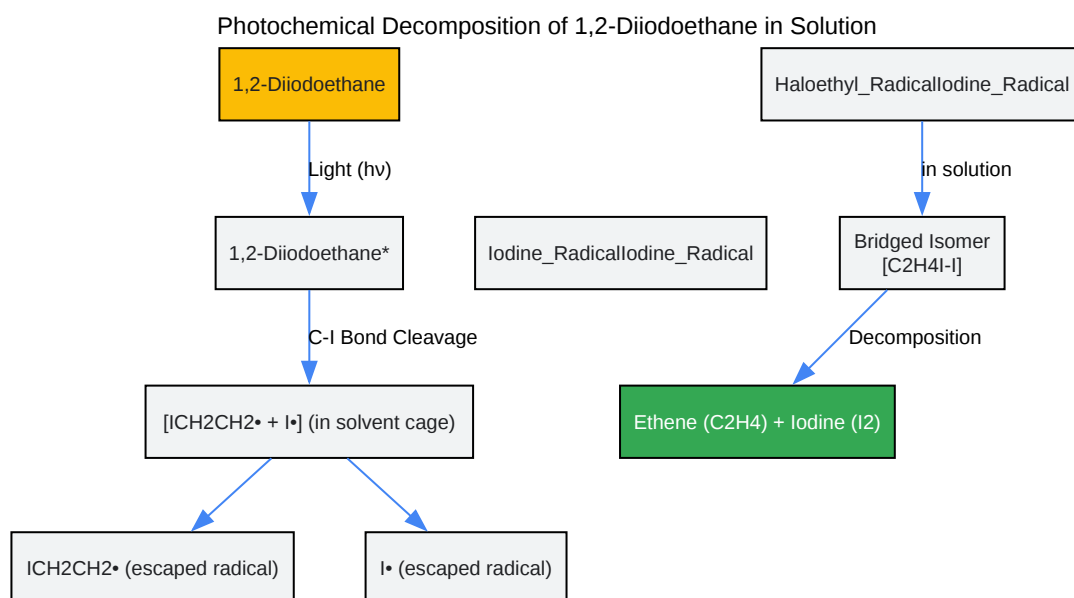 Photochemical Decomposition of 1,2-Diiodoethane in Solution
1,2-Diiodoethane
Haloethyl_RadicalIodine_Radical
Light (hν)
in solution
1,2-Diiodoethane*
Iodine_RadicalIodine_Radical
Bridged Isomer
[C2H4I-I]
C-I Bond Cleavage
Decomposition
[ICH2CH2• + I•] (in solvent cage)
Ethene (C2H4) + Iodine (I2)
ICH2CH2• (escaped radical)
I• (escaped radical)